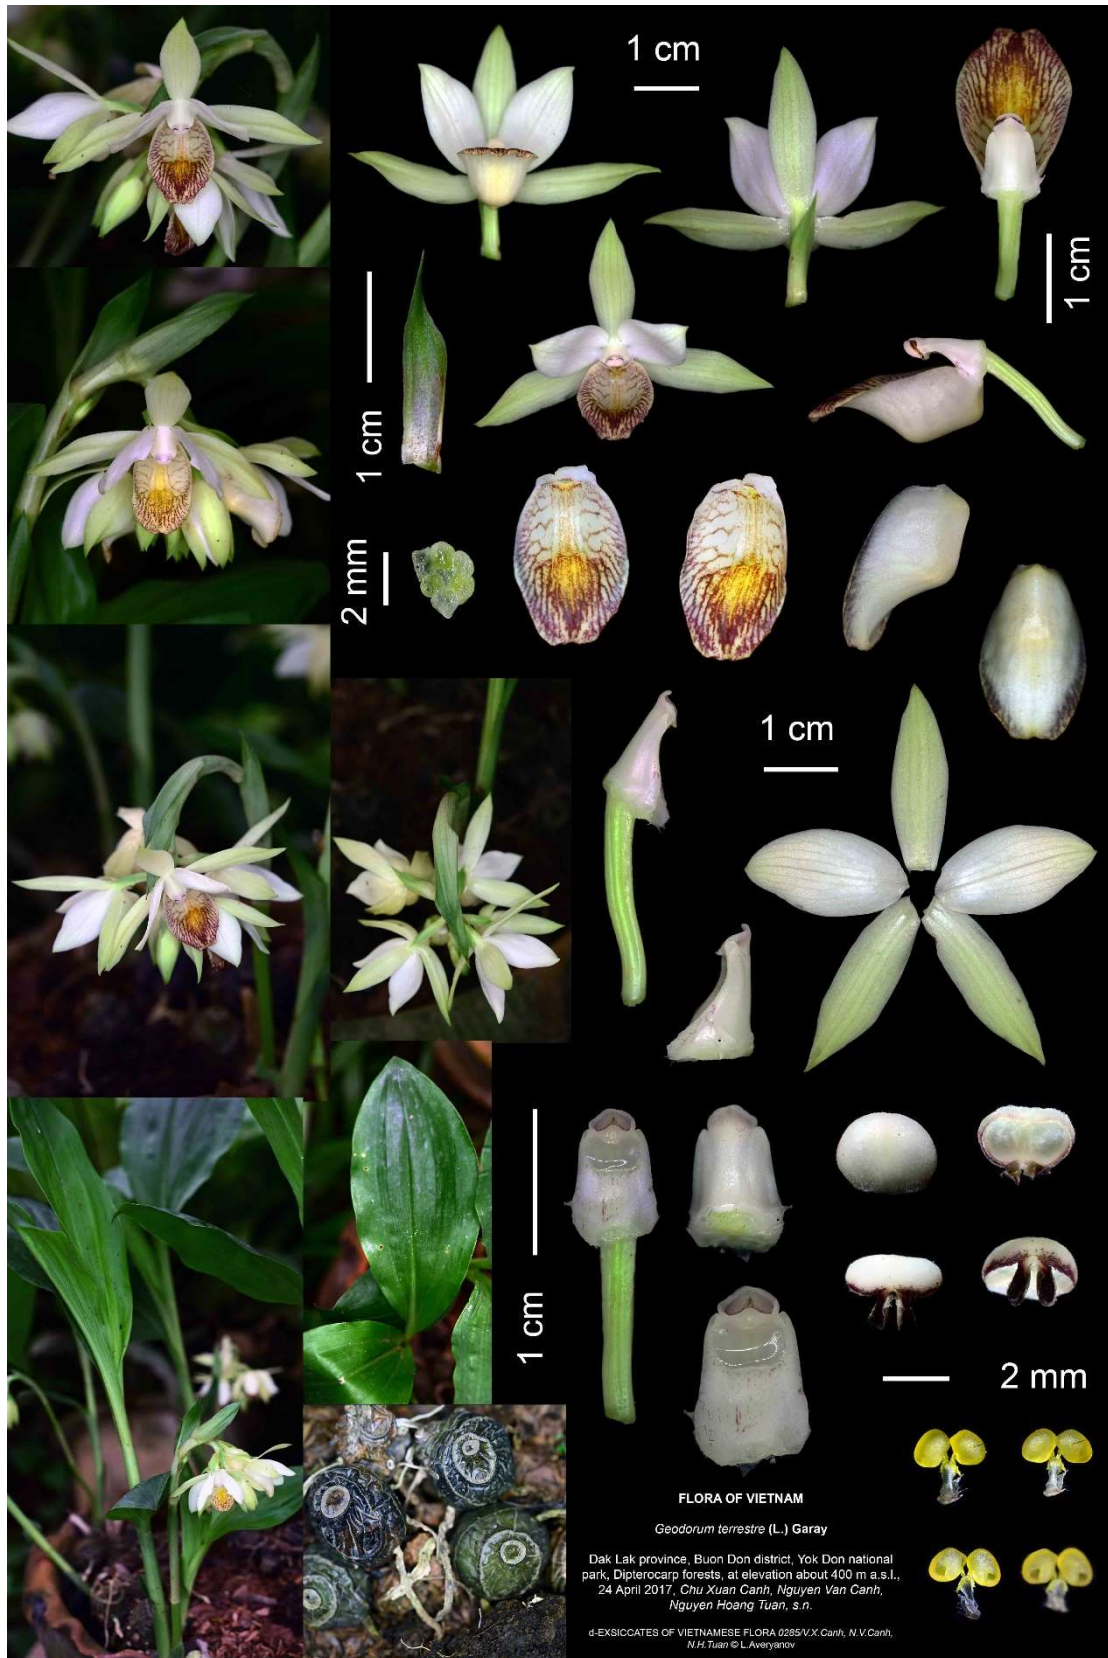 1 cm
1 cm
1 cm
2 mm
1 cm
1 cm
2 mm
FLORA OF VIETNAM
Geodorum terrestre (L.) Garay
Dak Lak province, Buon Don district, Yok Don national
park, Dipterocarp forests, at elevation about 400 m a.s.l.,
24 April 2017, Chu Xuan Canh, Nguyen Van Canh,
Nguyen Hoang Tuan, s.n.
d-EXSICCATES OF VIETNAMESE FLORA 0285/V.X.Canh, N.V.Canh,
N.H.Tuan © L.Averyanov